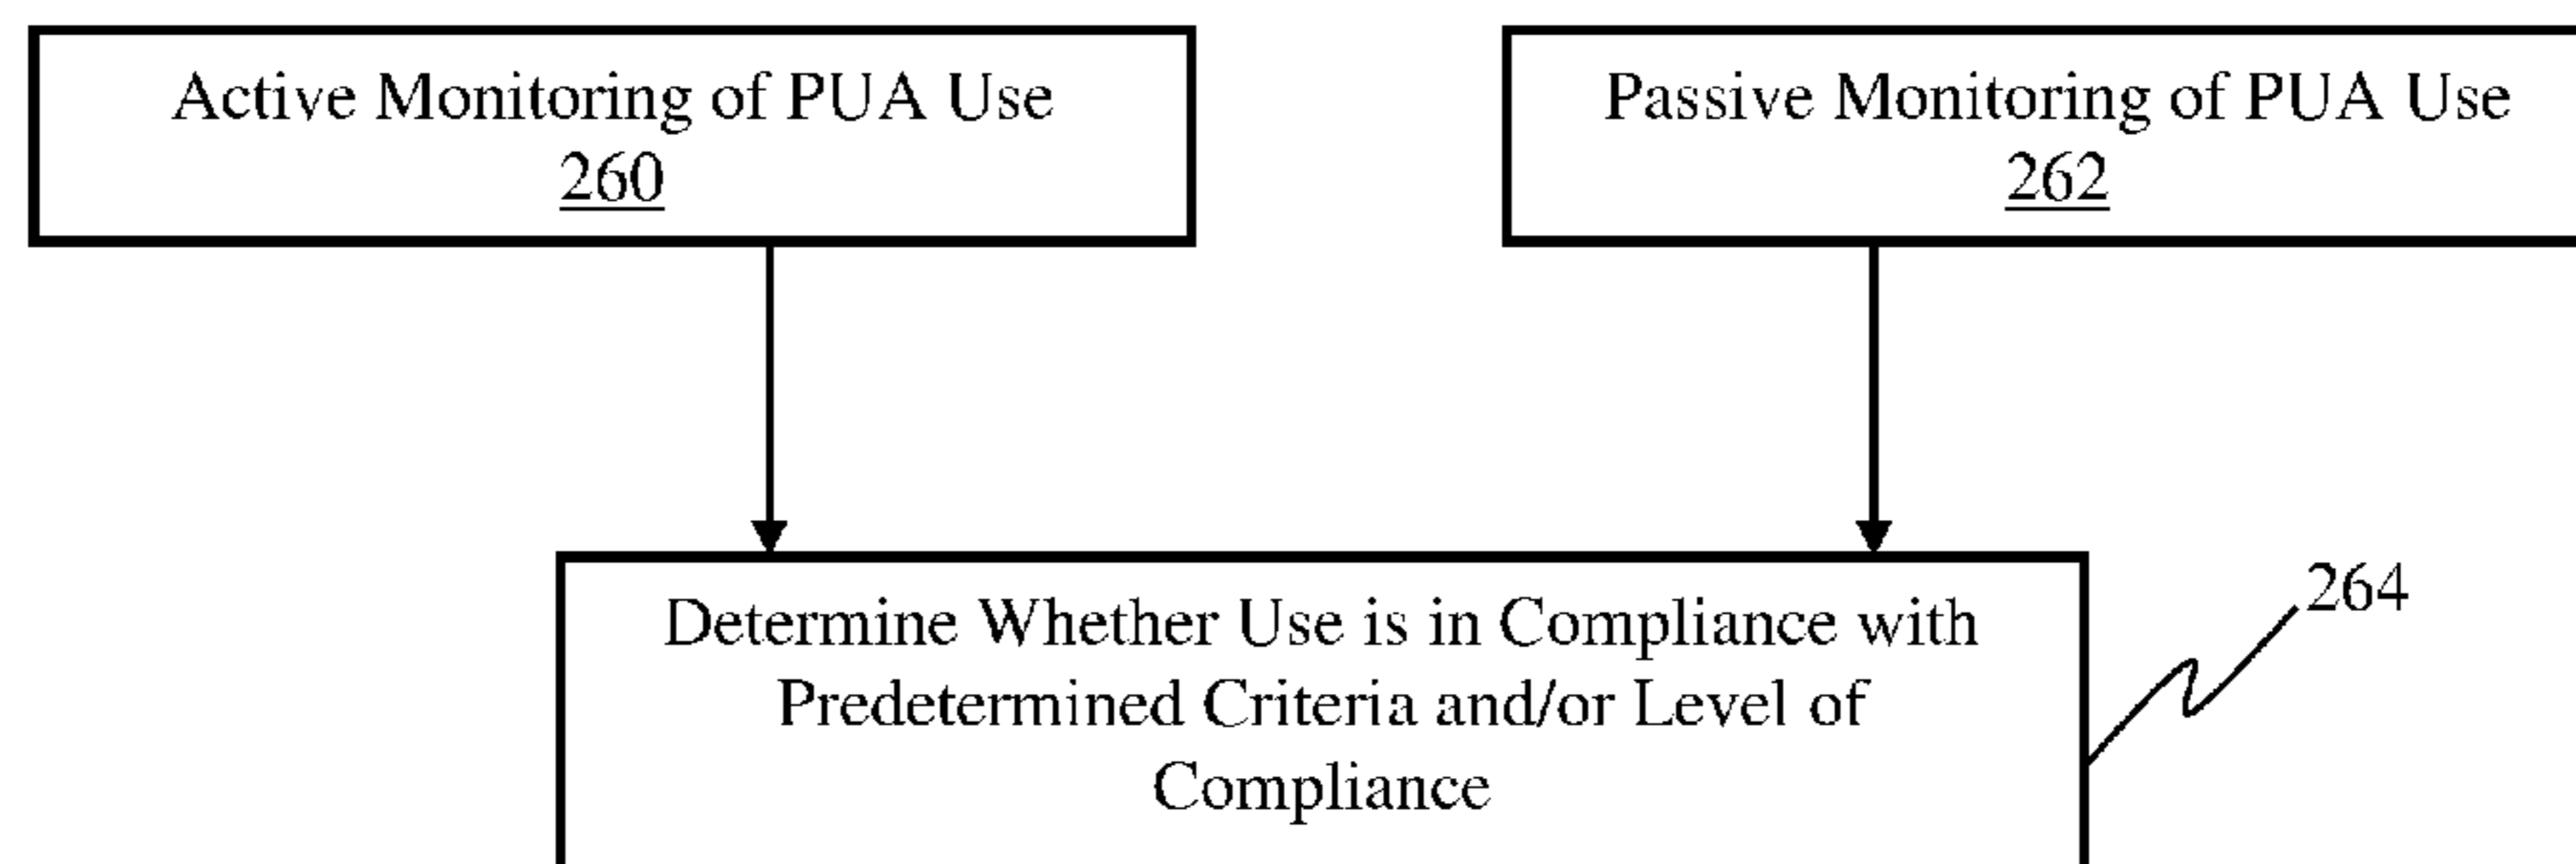 Active Monitoring of PUA Use
260
Passive Monitoring of PUA Use
262
Determine Whether Use is in Compliance with
Predetermined Criteria and/or Level of
Compliance
264